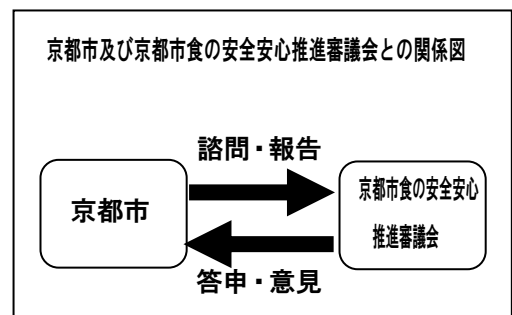 京都市及び京都市食の安全安心推進審議会との関係図
諮問・報告
京都市
京都市食の安全安心
推進審議会
答申・意見